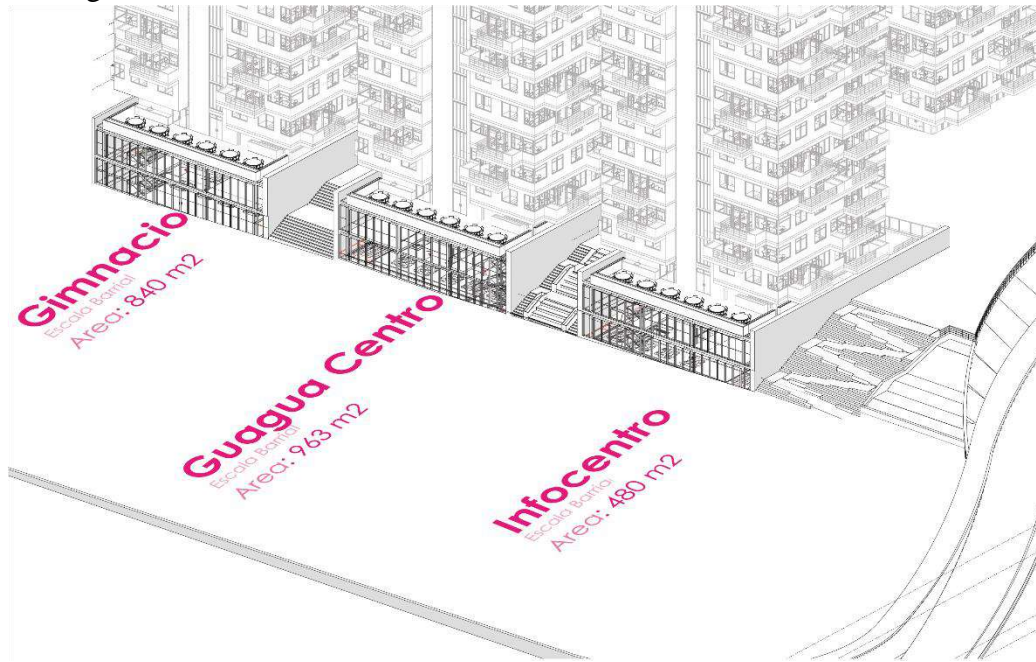 Gimnacio
Escala Barrial
Area: 840 m2
Guagua Centro
Escala Barrial
Area: 963 m2
Infocentro
Escala Barrial
Area: 480 m2